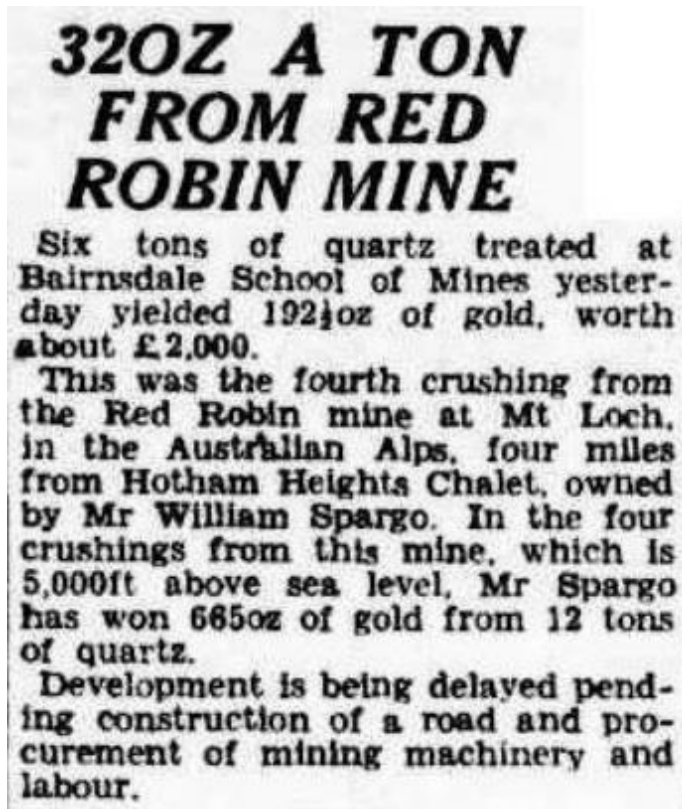 32OZ A TON
FROM RED
ROBIN MINE
Six tons of quartz treated at
Bairnsdale School of Mines yester-
day yielded 192½oz of gold, worth
about £2,000.
This was the fourth crushing from
the Red Robin mine at Mt Loch,
in the Australian Alps, four miles
from Hotham Heights Chalet, owned
by Mr William Spargo. In the four
crushings from this mine, which is
5,000ft above sea level, Mr Spargo
has won 665oz of gold from 12 tons
of quartz.
Development is being delayed pend-
ing construction of a road and pro-
curement of mining machinery and
labour.